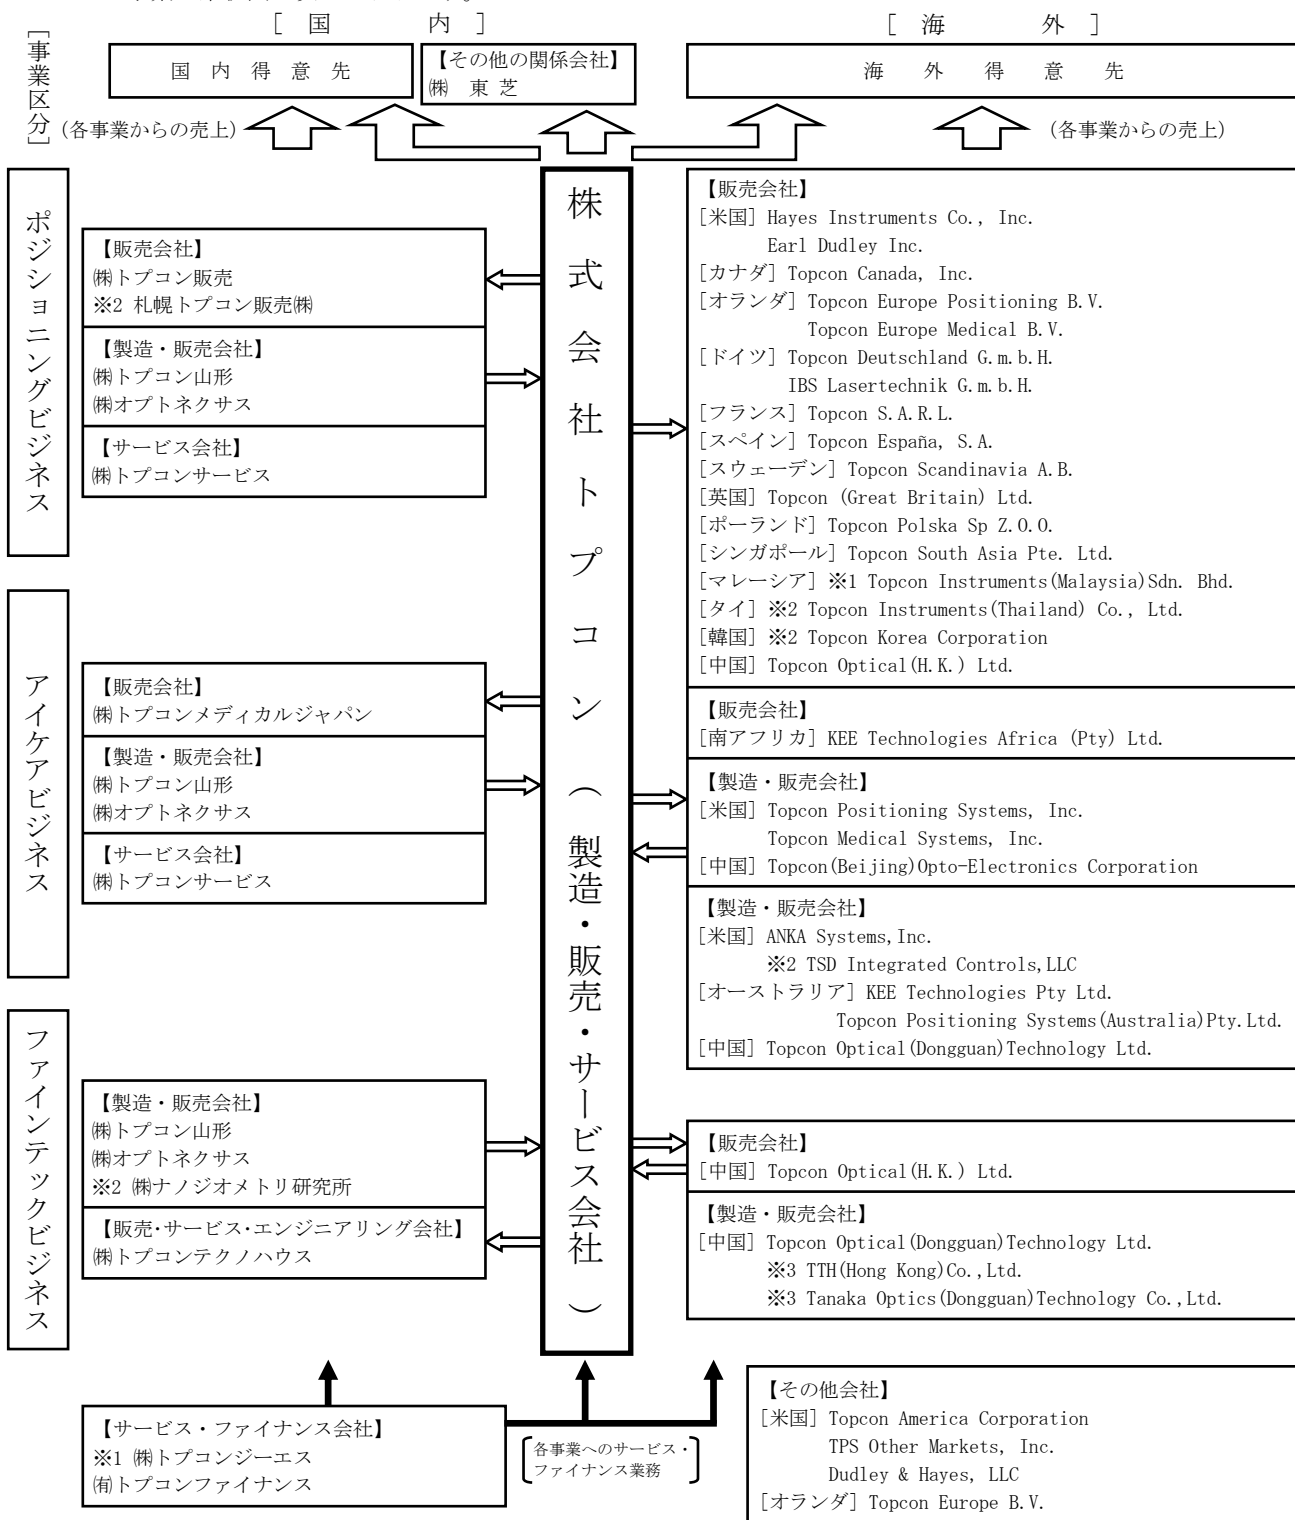 [ 国 内 ]
[ 海 外 ]
[事業区分]
国 内 得 意 先
【その他の関係会社】
㈱ 東 芝
海 外 得 意 先
(各事業からの売上)
(各事業からの売上)
ポジショニングビジネス
【販売会社】
㈱トプコン販売
※2 札幌トプコン販売㈱
【製造・販売会社】
㈱トプコン山形
㈱オプトネクサス
【サービス会社】
㈱トプコンサービス
アイケアビジネス
【販売会社】
㈱トプコンメディカルジャパン
【製造・販売会社】
㈱トプコン山形
㈱オプトネクサス
【サービス会社】
㈱トプコンサービス
ファインテックビジネス
【製造・販売会社】
㈱トプコン山形
㈱オプトネクサス
※2 ㈱ナノジオメトリ研究所
【販売・サービス・エンジニアリング会社】
㈱トプコンテクノハウス
株式会社トプコン（製造・販売・サービス会社）
【販売会社】
[米国] Hayes Instruments Co., Inc.
Earl Dudley Inc.
[カナダ] Topcon Canada, Inc.
[オランダ] Topcon Europe Positioning B.V.
Topcon Europe Medical B.V.
[ドイツ] Topcon Deutschland G.m.b.H.
IBS Lasertechnik G.m.b.H.
[フランス] Topcon S.A.R.L.
[スペイン] Topcon España, S.A.
[スウェーデン] Topcon Scandinavia A.B.
[英国] Topcon (Great Britain) Ltd.
[ポーランド] Topcon Polska Sp Z.O.O.
[シンガポール] Topcon South Asia Pte. Ltd.
[マレーシア] ※1 Topcon Instruments(Malaysia)Sdn. Bhd.
[タイ] ※2 Topcon Instruments(Thailand) Co., Ltd.
[韓国] ※2 Topcon Korea Corporation
[中国] Topcon Optical(H.K.) Ltd.
【販売会社】
[南アフリカ] KEE Technologies Africa (Pty) Ltd.
【製造・販売会社】
[米国] Topcon Positioning Systems, Inc.
Topcon Medical Systems, Inc.
[中国] Topcon(Beijing)Opto-Electronics Corporation
【製造・販売会社】
[米国] ANKA Systems,Inc.
※2 TSD Integrated Controls,LLC
[オーストラリア] KEE Technologies Pty Ltd.
Topcon Positioning Systems(Australia)Pty.Ltd.
[中国] Topcon Optical(Dongguan)Technology Ltd.
【販売会社】
[中国] Topcon Optical(H.K.) Ltd.
【製造・販売会社】
[中国] Topcon Optical(Dongguan)Technology Ltd.
※3 TTH(Hong Kong)Co.,Ltd.
※3 Tanaka Optics(Dongguan)Technology Co.,Ltd.
【サービス・ファイナンス会社】
※1 ㈱トプコンジーエス
㈲トプコンファイナンス
各事業へのサービス・
ファイナンス業務
【その他会社】
[米国] Topcon America Corporation
TPS Other Markets, Inc.
Dudley & Hayes, LLC
[オランダ] Topcon Europe B.V.